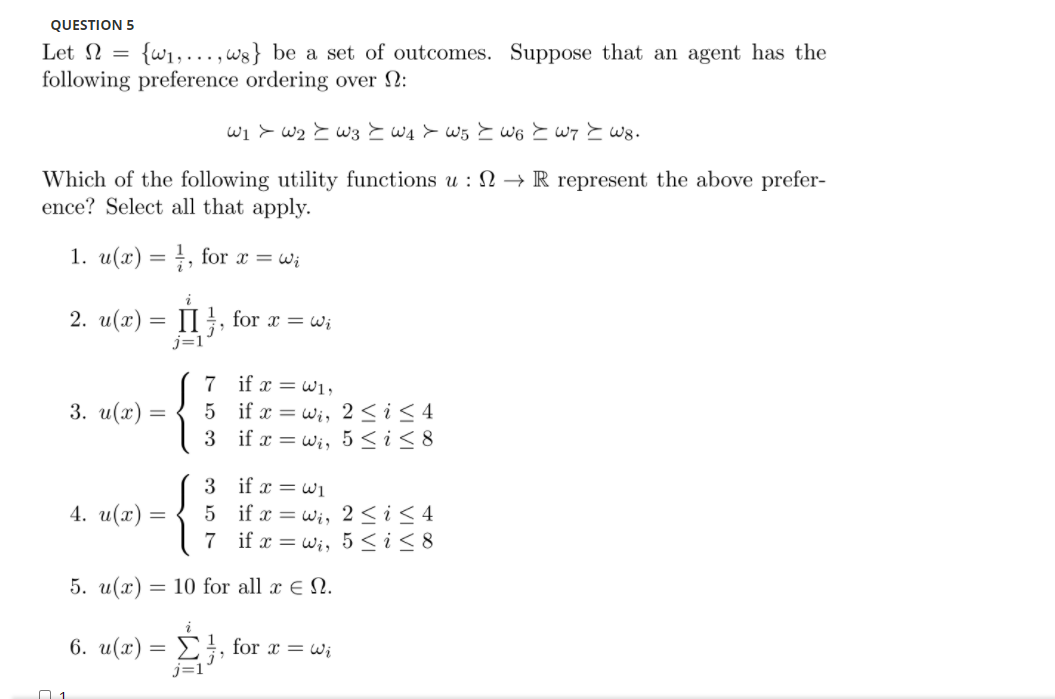 QUESTION 5
Let Ω = {ω₁, . . . , ω₈} be a set of outcomes. Suppose that an agent has the
following preference ordering over Ω:
ω₁ ≻ ω₂ ⪰ ω₃ ⪰ ω₄ ≻ ω₅ ⪰ ω₆ ⪰ ω₇ ⪰ ω₈.
Which of the following utility functions u : Ω → ℝ represent the above prefer-
ence? Select all that apply.
1. u(x) = 1/i, for x = ωᵢ
2. u(x) = ∏_{j=1}^{i} 1/j, for x = ωᵢ
3. u(x) = {
7 if x = ω₁,
5 if x = ωᵢ, 2 ≤ i ≤ 4
3 if x = ωᵢ, 5 ≤ i ≤ 8
4. u(x) = {
3 if x = ω₁
5 if x = ωᵢ, 2 ≤ i ≤ 4
7 if x = ωᵢ, 5 ≤ i ≤ 8
5. u(x) = 10 for all x ∈ Ω.
6. u(x) = ∑_{j=1}^{i} 1/j, for x = ωᵢ
1